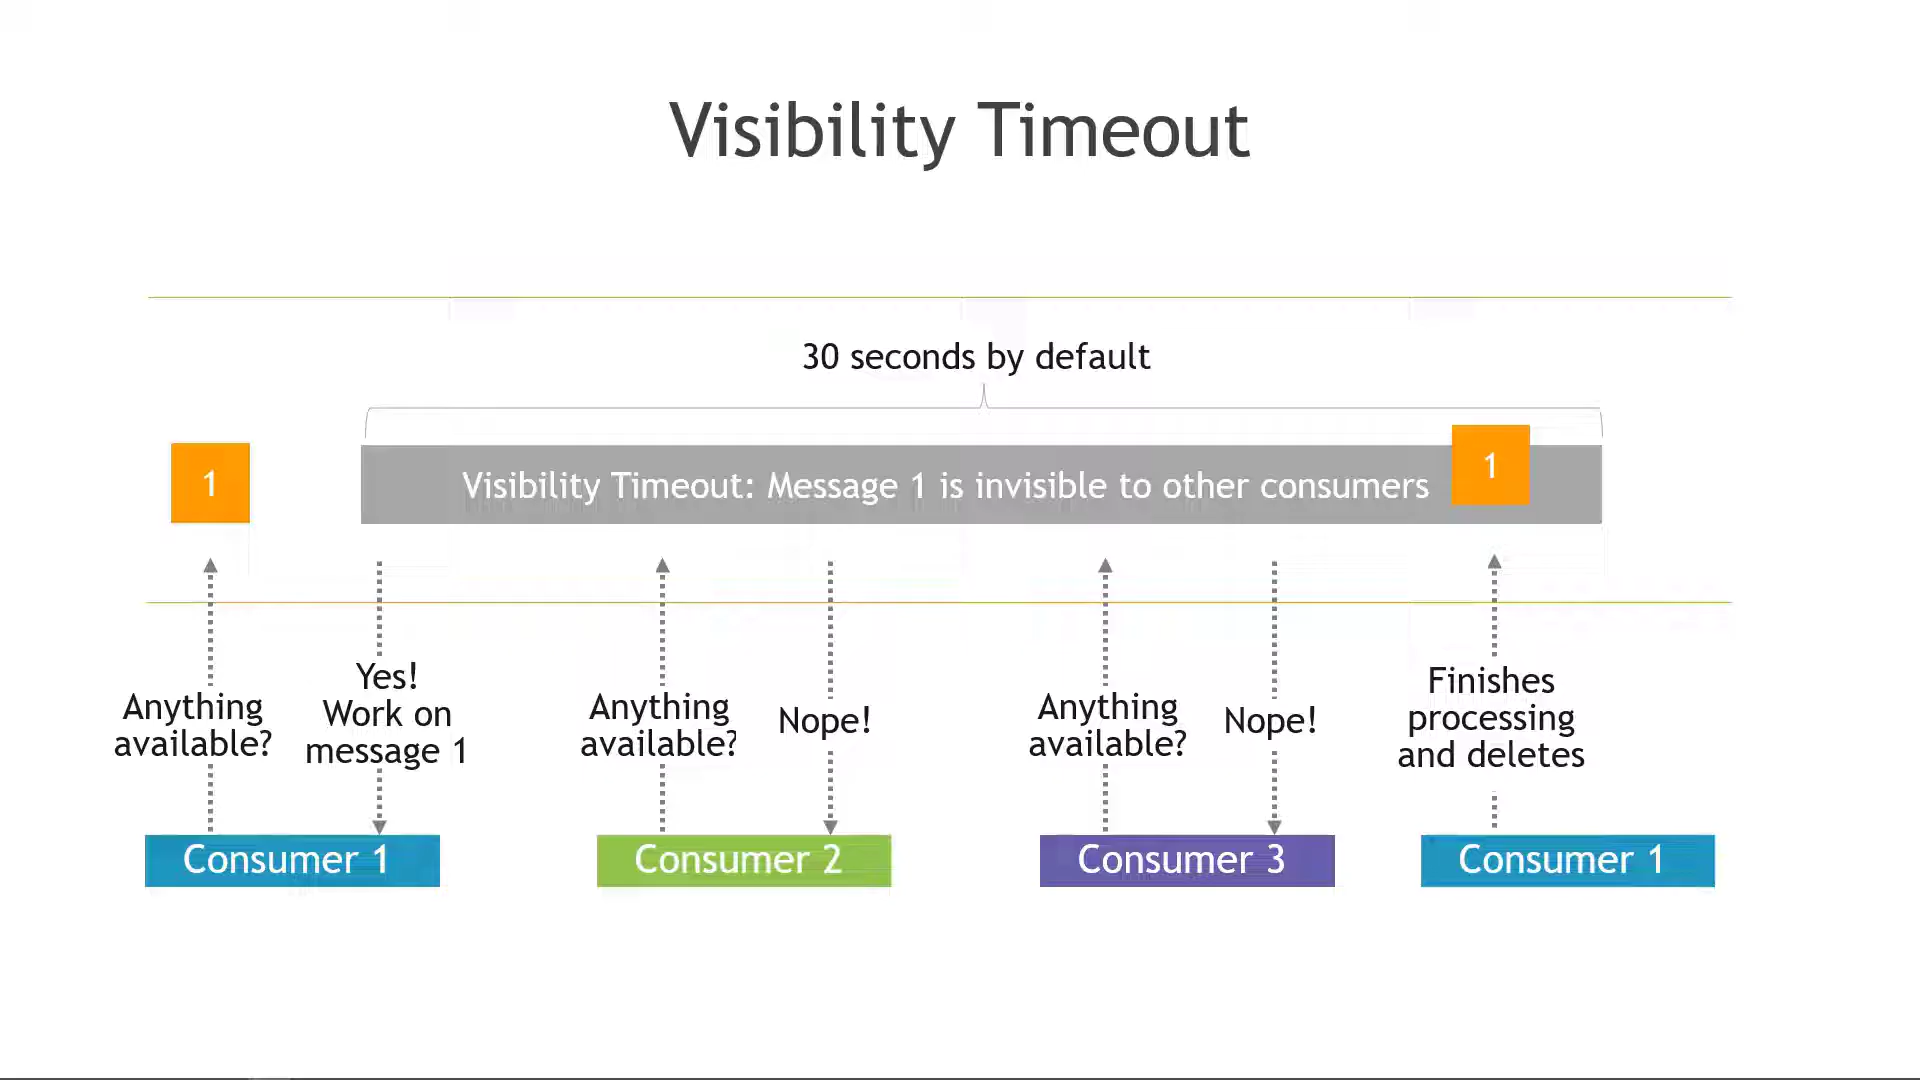 Visibility Timeout
30 seconds by default
1
Visibility Timeout: Message 1 is invisible to other consumers
1
Anything
available?
Yes!
Work on
message 1
Anything
available?
Nope!
Anything
available?
Nope!
Finishes
processing
and deletes
Consumer 1
Consumer 2
Consumer 3
Consumer 1